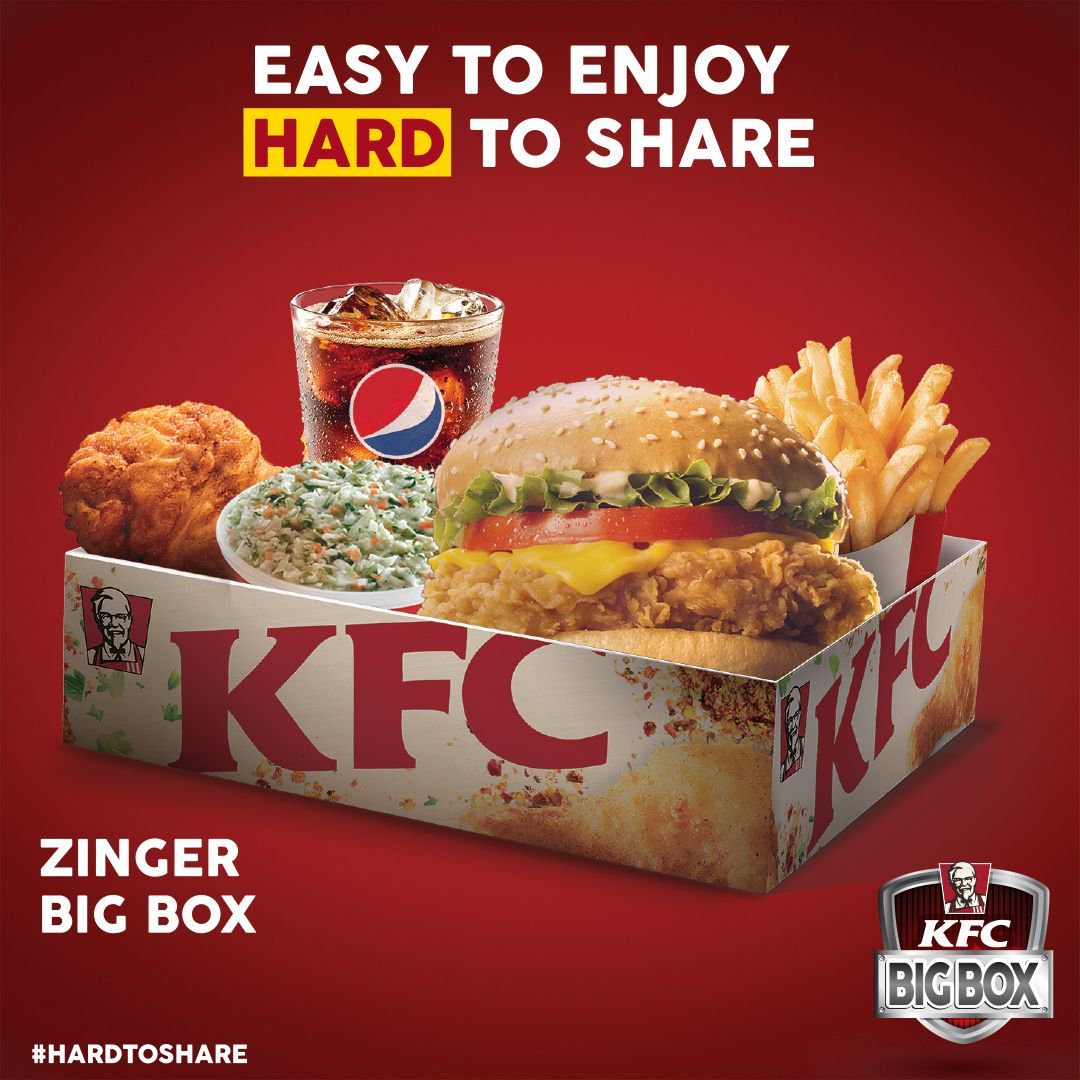 EASY TO ENJOY
HARD TO SHARE
KFC
KFC
ZINGER
BIG BOX
KFC
BIGBOX
#HARDTOSHARE